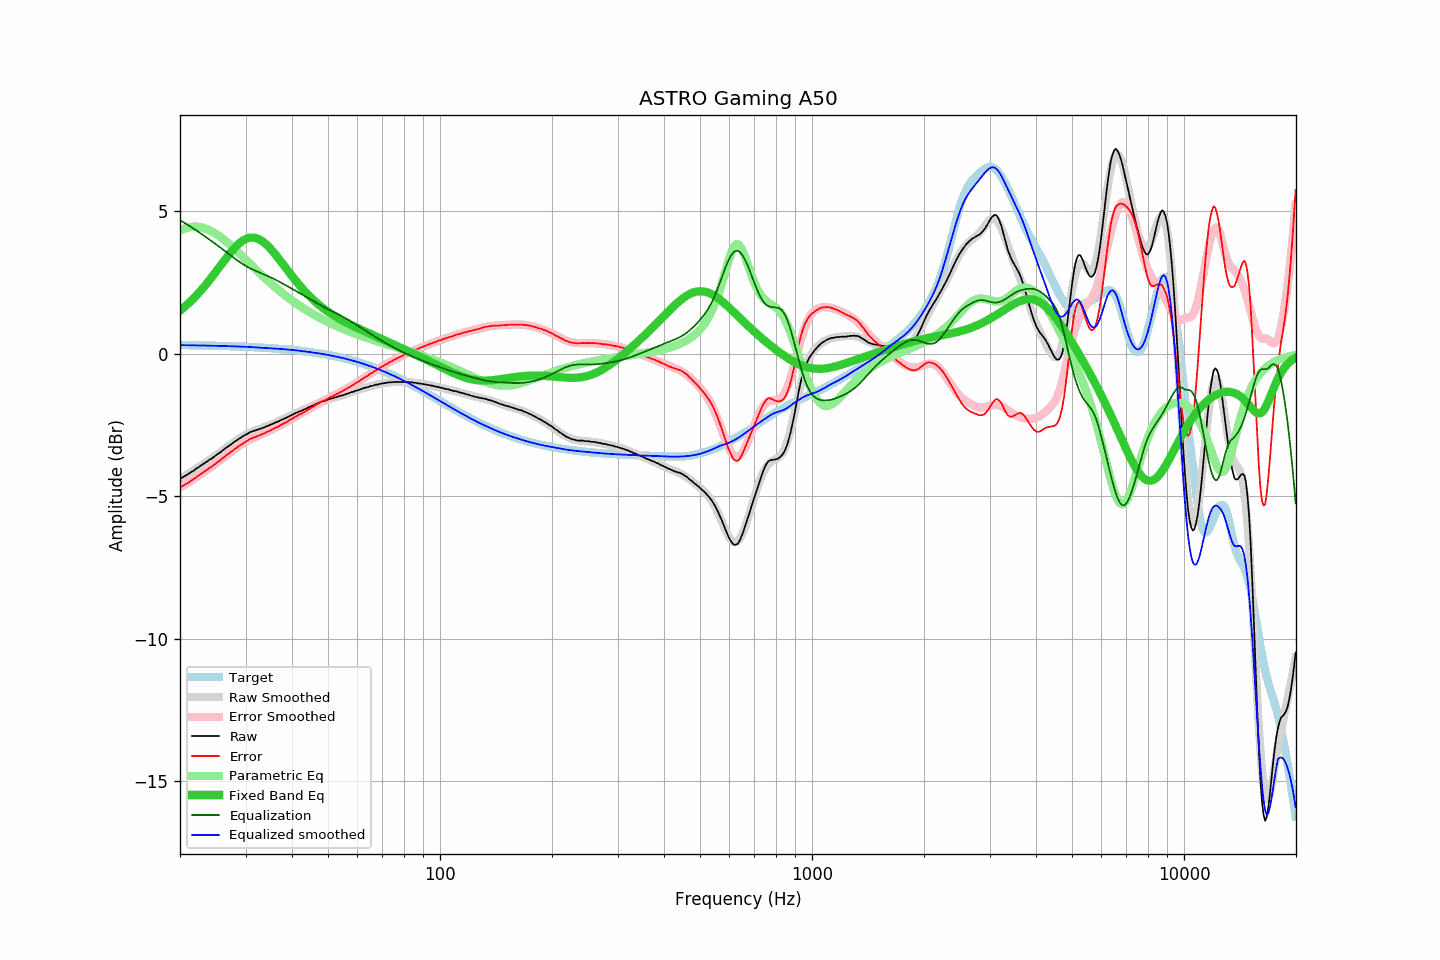 ASTRO Gaming A50
Amplitude (dBr)
5
0
−5
−10
−15
Target
Raw Smoothed
Error Smoothed
Raw
Error
Parametric Eq
Fixed Band Eq
Equalization
Equalized smoothed
100
1000
10000
Frequency (Hz)